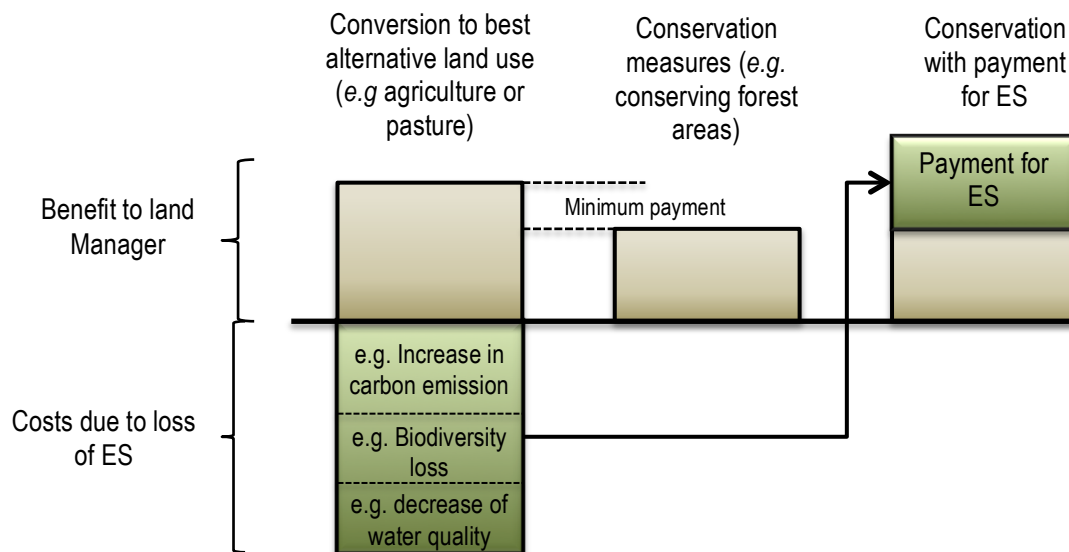 Conversion to best
alternative land use
(e.g agriculture or
pasture)
Conservation
measures (e.g.
conserving forest
areas)
Conservation
with payment
for ES
Benefit to land
Manager
Minimum payment
Payment for
ES
Costs due to loss
of ES
e.g. Increase in
carbon emission
e.g. Biodiversity
loss
e.g. decrease of
water quality